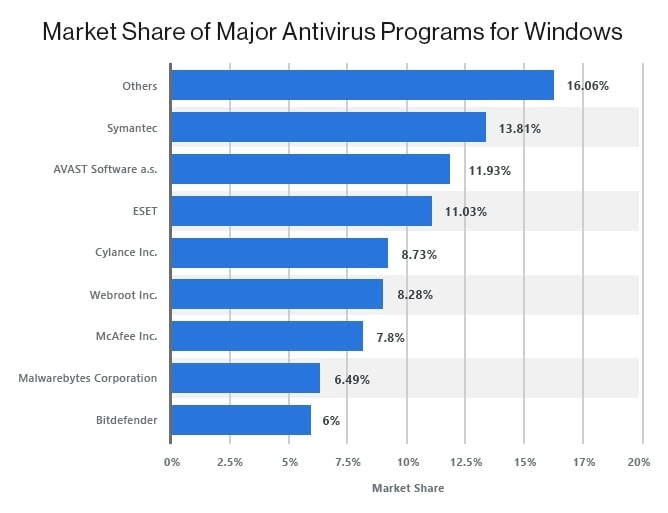 Market Share of Major Antivirus Programs for Windows
Others 16.06%
Symantec 13.81%
AVAST Software a.s. 11.93%
ESET 11.03%
Cylance Inc. 8.73%
Webroot Inc. 8.28%
McAfee Inc. 7.8%
Malwarebytes Corporation 6.49%
Bitdefender 6%
0% 2.5% 5% 7.5% 10% 12.5% 15% 17% 20%
Market Share